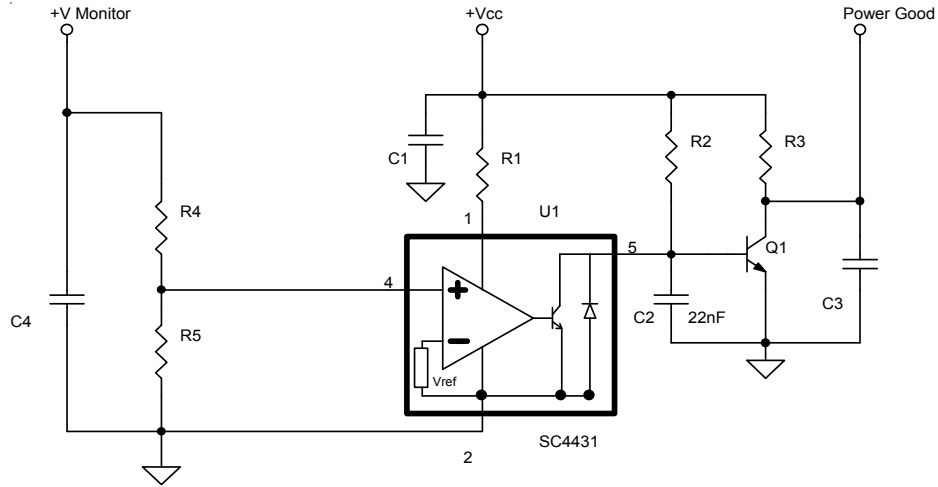 +V Monitor
+Vcc
Power Good
C1
R1
R2
R3
R4
1
U1
5
Q1
4
+
C4
R5
C2
22nF
C3
Vref
SC4431
2